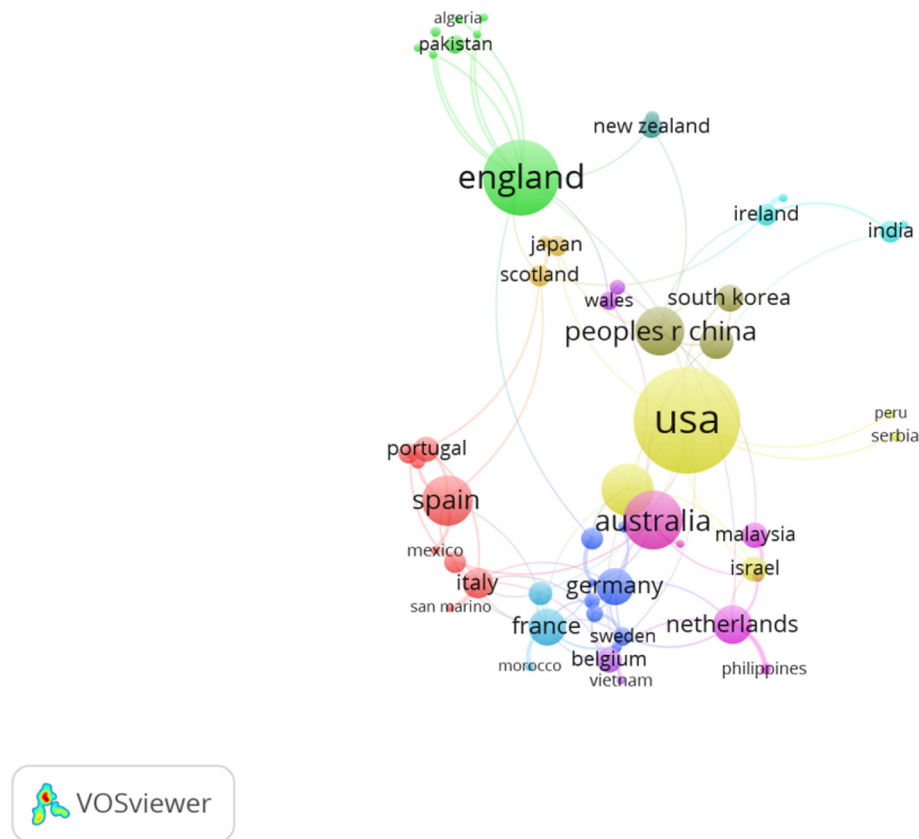 algeria
pakistan
new zealand
england
ireland
india
japan
scotland
wales
south korea
peoples r china
usa
peru
serbia
portugal
spain
australia
malaysia
mexico
israel
italy
germany
san marino
france
netherlands
sweden
belgium
morocco
philippines
vietnam
VOSviewer